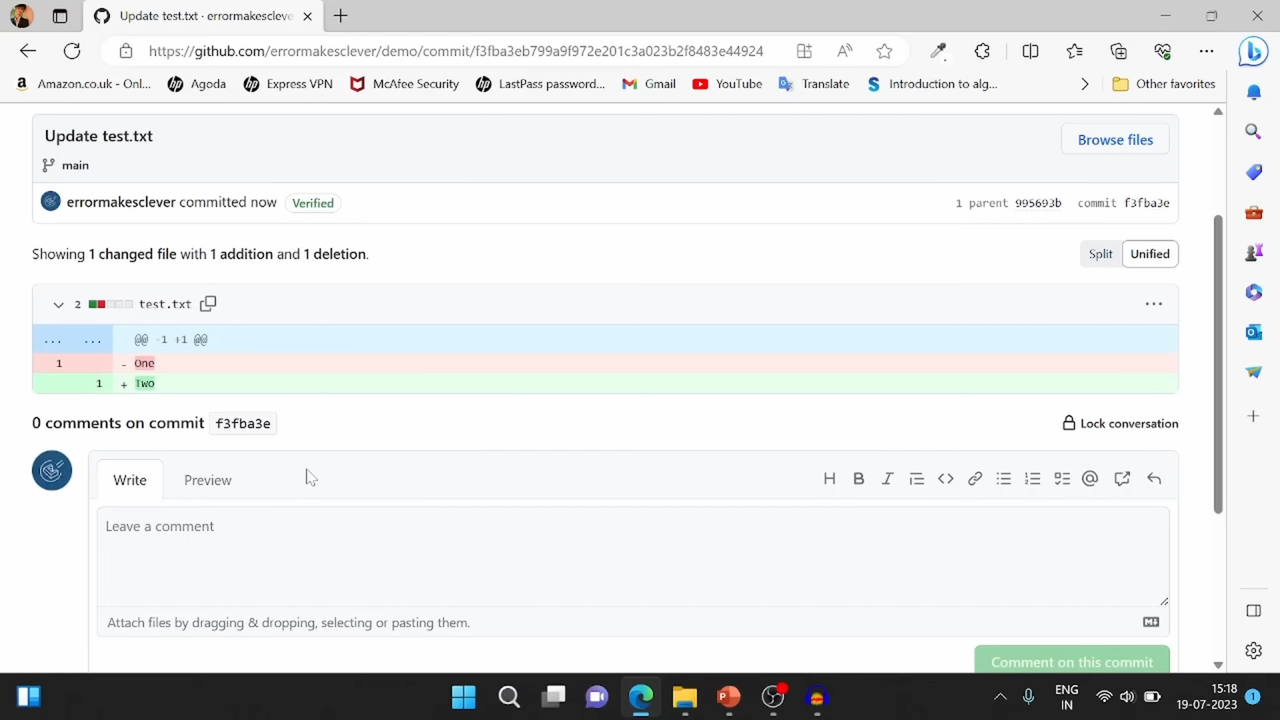 Update test.txt · errormakescleve
https://github.com/errormakesclever/demo/commit/f3fba3eb799a9f972e201c3a023b2f8483e44924
Amazon.co.uk - Onl... Agoda Express VPN McAfee Security LastPass password... Gmail YouTube Translate Introduction to alg... Other favorites
Update test.txt
Browse files
main
errormakesclever committed now Verified 1 parent 995693b commit f3fba3e
Showing 1 changed file with 1 addition and 1 deletion. Split Unified
2 test.txt
... ... @@ -1 +1 @@
1 - One
1 + Two
0 comments on commit f3fba3e Lock conversation
Write Preview
Leave a comment
Attach files by dragging & dropping, selecting or pasting them.
Comment on this commit
ENG 15:18
IN 19-07-2023 1